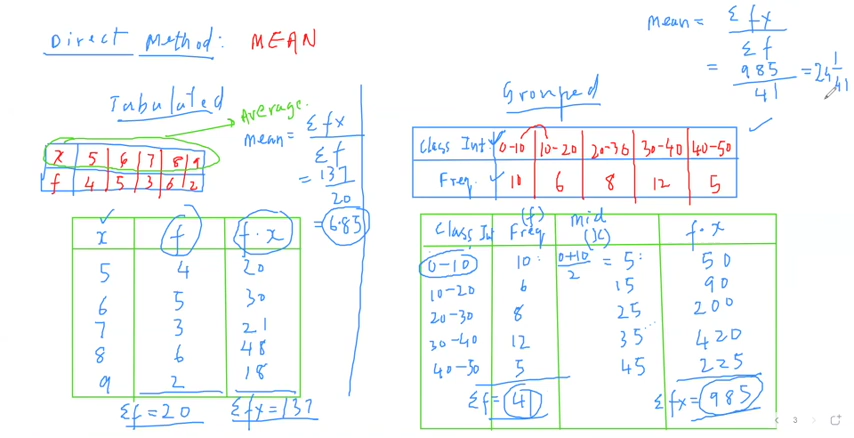 Direct Method: MEAN
Tabulated
Average.
x 5 6 7 8 9
f 4 5 3 6 2
mean = Σfx / Σf
= 137 / 20
= 6.85
x f f·x
5 4 20
6 5 30
7 3 21
8 6 48
9 2 18
Σf=20 Σfx=137
mean = Σfx / Σf
= 985 / 41 = 24 1/41
Grouped
Class Int 0-10 10-20 20-30 30-40 40-50
Freq. 10 6 8 12 5
Class Int Freq (f) mid (x) f·x
0-10 10 0+10/2 = 5 50
10-20 6 15 90
20-30 8 25 200
30-40 12 35 420
40-50 5 45 225
Σf= 41 Σfx= 985
3